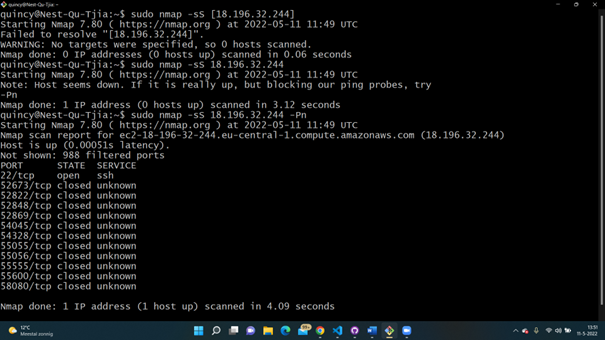 quincy@Nest-Qu-Tjia: ~
quincy@Nest-Qu-Tjia:~$ sudo nmap -sS [18.196.32.244]
Starting Nmap 7.80 ( https://nmap.org ) at 2022-05-11 11:49 UTC
Failed to resolve "[18.196.32.244]".
WARNING: No targets were specified, so 0 hosts scanned.
Nmap done: 0 IP addresses (0 hosts up) scanned in 0.06 seconds
quincy@Nest-Qu-Tjia:~$ sudo nmap -sS 18.196.32.244
Starting Nmap 7.80 ( https://nmap.org ) at 2022-05-11 11:49 UTC
Note: Host seems down. If it is really up, but blocking our ping probes, try
-Pn
Nmap done: 1 IP address (0 hosts up) scanned in 3.12 seconds
quincy@Nest-Qu-Tjia:~$ sudo nmap -sS 18.196.32.244 -Pn
Starting Nmap 7.80 ( https://nmap.org ) at 2022-05-11 11:49 UTC
Nmap scan report for ec2-18-196-32-244.eu-central-1.compute.amazonaws.com (18.196.32.244)
Host is up (0.00051s latency).
Not shown: 988 filtered ports
PORT STATE SERVICE
22/tcp open ssh
52673/tcp closed unknown
52822/tcp closed unknown
52848/tcp closed unknown
52869/tcp closed unknown
54045/tcp closed unknown
54328/tcp closed unknown
55055/tcp closed unknown
55056/tcp closed unknown
55555/tcp closed unknown
55600/tcp closed unknown
58080/tcp closed unknown
Nmap done: 1 IP address (1 host up) scanned in 4.09 seconds
12°C
Meestal zonnig
13:51
11-5-2022